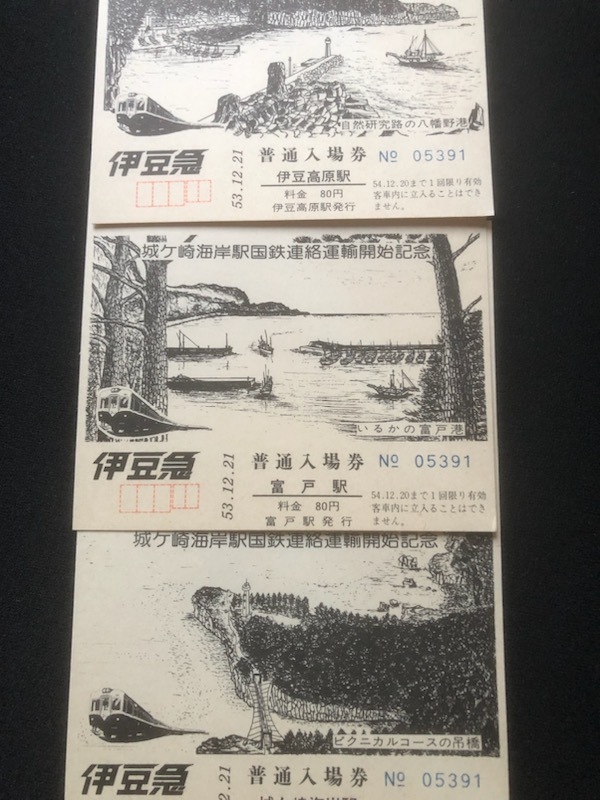 自然研究路の八幡野港
伊豆急
53.12.21
普通入場券 No 05391
伊豆高原駅
料金 80円
伊豆高原駅発行
54.12.20まで1回限り有効
客車内に立入ることはでき
ません。
城ケ崎海岸駅国鉄連絡運輸開始記念
いるかの富戸港
伊豆急
53.12.21
普通入場券 No 05391
富戸駅
料金 80円
富戸駅発行
54.12.20まで1回限り有効
客車内に立入ることはでき
ません。
城ケ崎海岸駅国鉄連絡運輸開始記念
ピクニカルコースの吊橋
伊豆急
12.21
普通入場券 No 05391
城ケ崎海岸駅